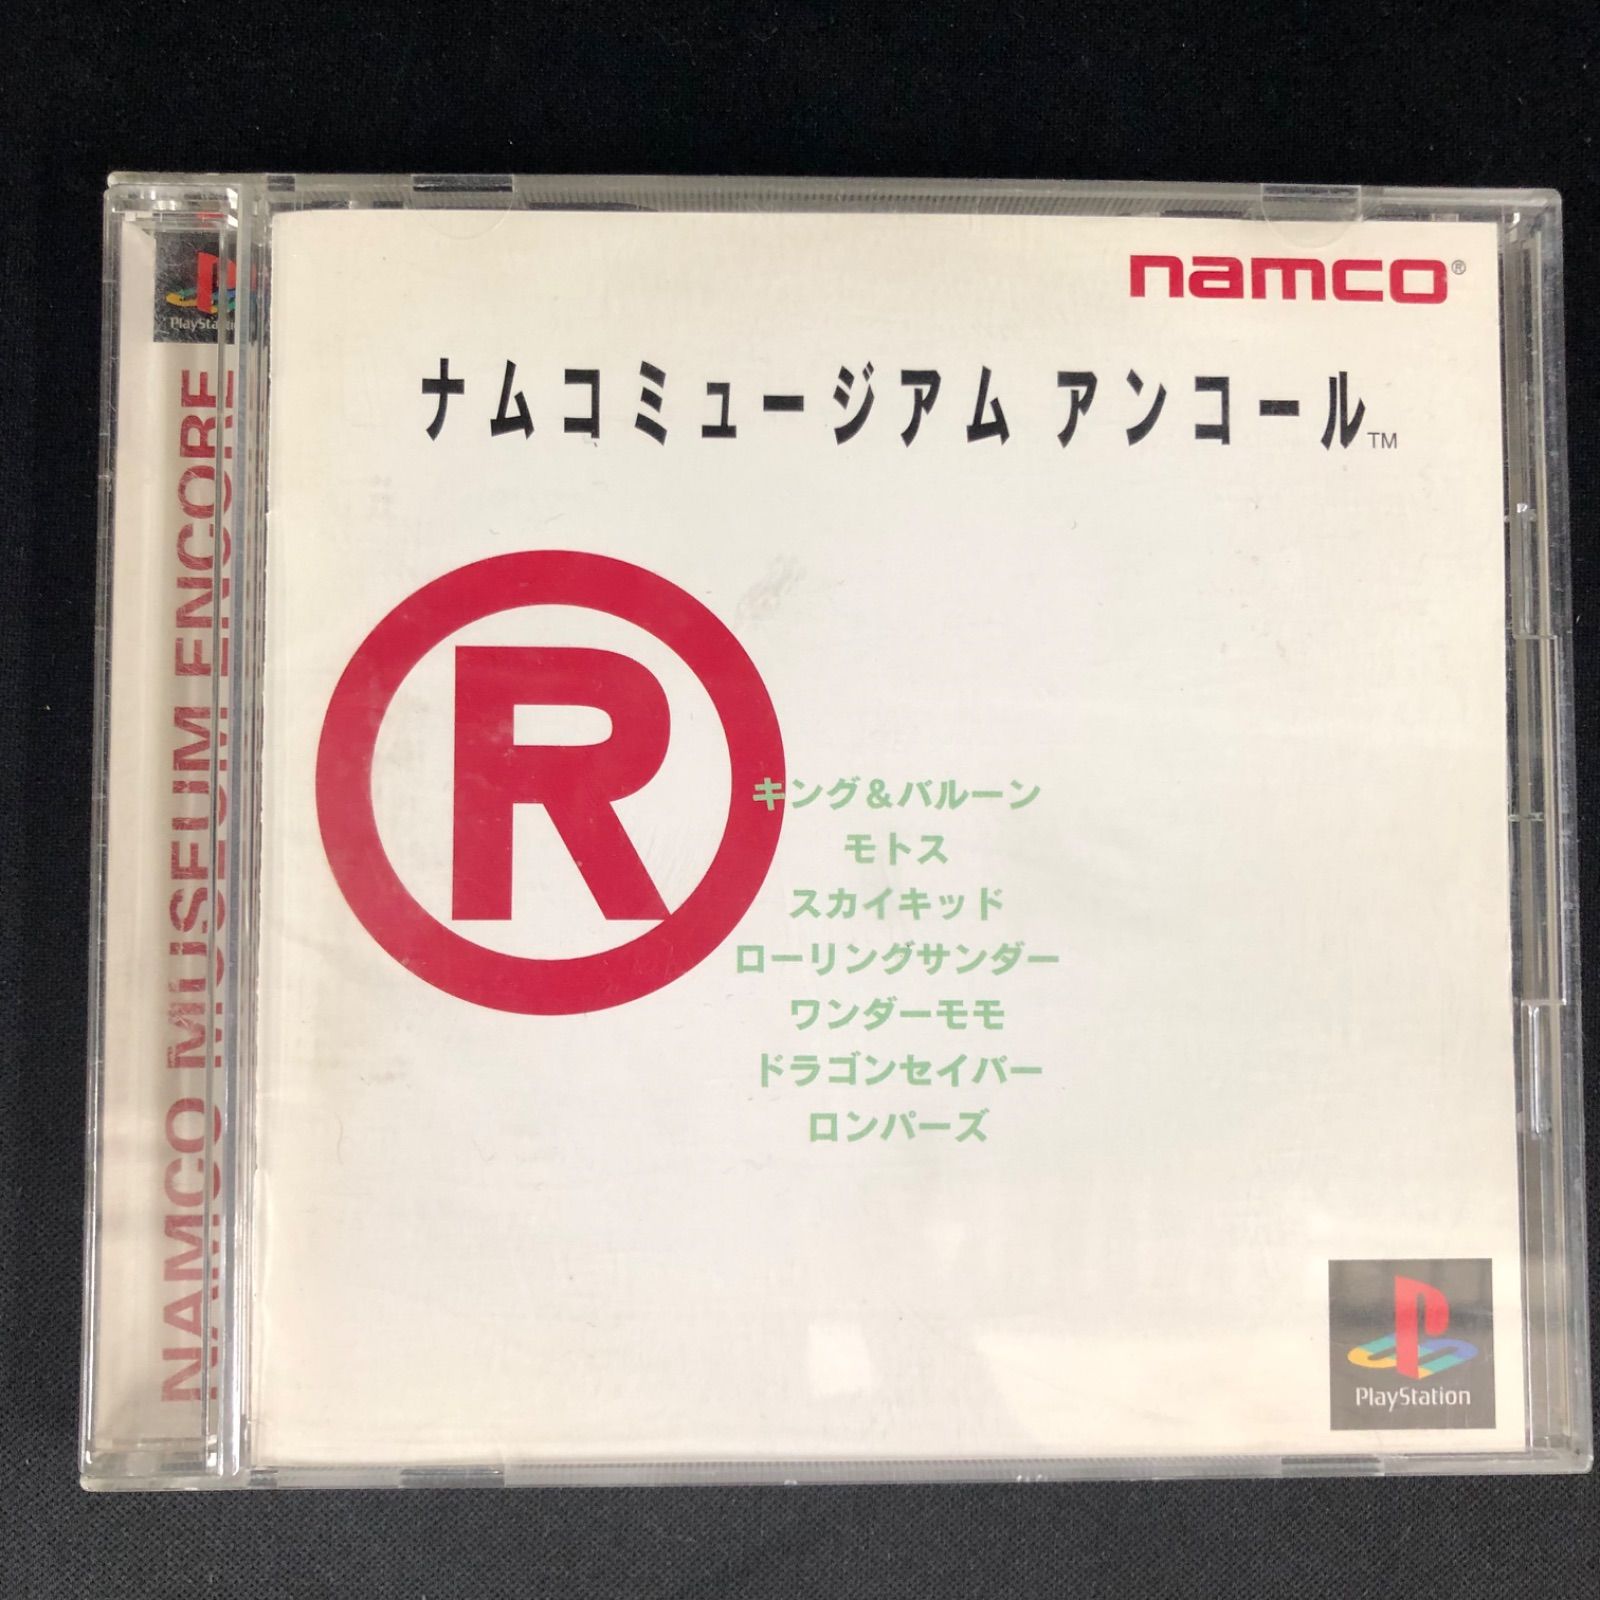 namco®
ナムコミュージアム アンコール™
R
キング&バルーン
モトス
スカイキッド
ローリングサンダー
ワンダーモモ
ドラゴンセイバー
ロンパーズ
PlayStation
PlayStation
NAMCO MUSEUM ENCORE